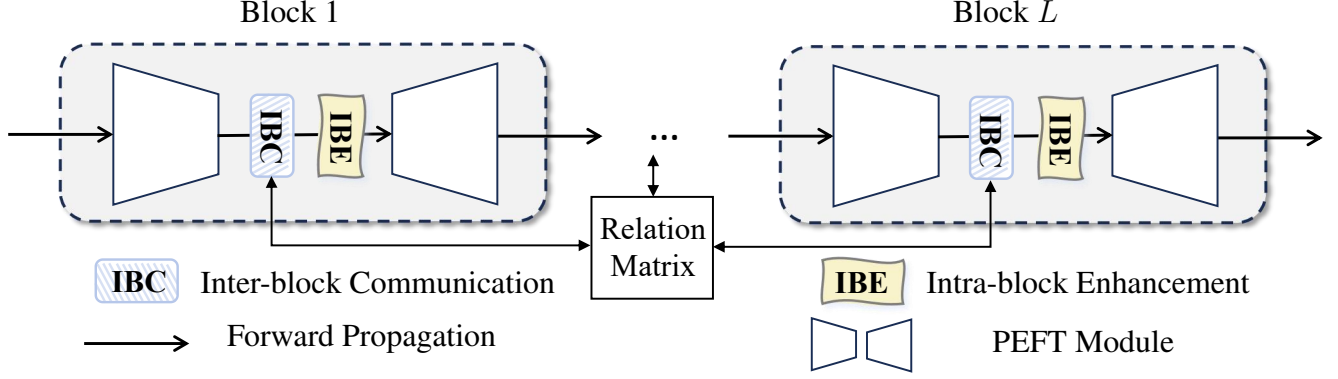 Block 1
Block L
IBC
IBE
...
IBC
IBE
Relation
Matrix
IBC Inter-block Communication
IBE Intra-block Enhancement
Forward Propagation
PEFT Module